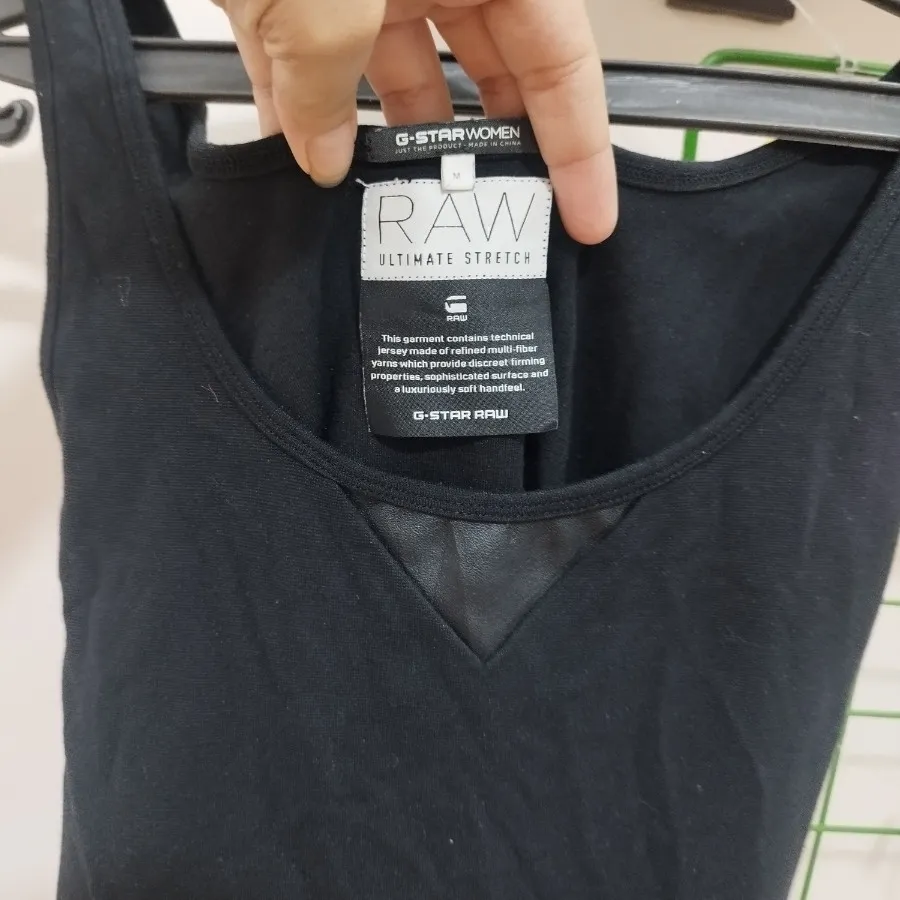 G-STAR WOMEN
JUST THE PRODUCT - MADE IN CHINA
M
RAW
ULTIMATE STRETCH
RAW
This garment contains technical
jersey made of refined multi-fiber
yarns which provide discreet firming
properties, sophisticated surface and
a luxuriously soft handfeel.
G-STAR RAW